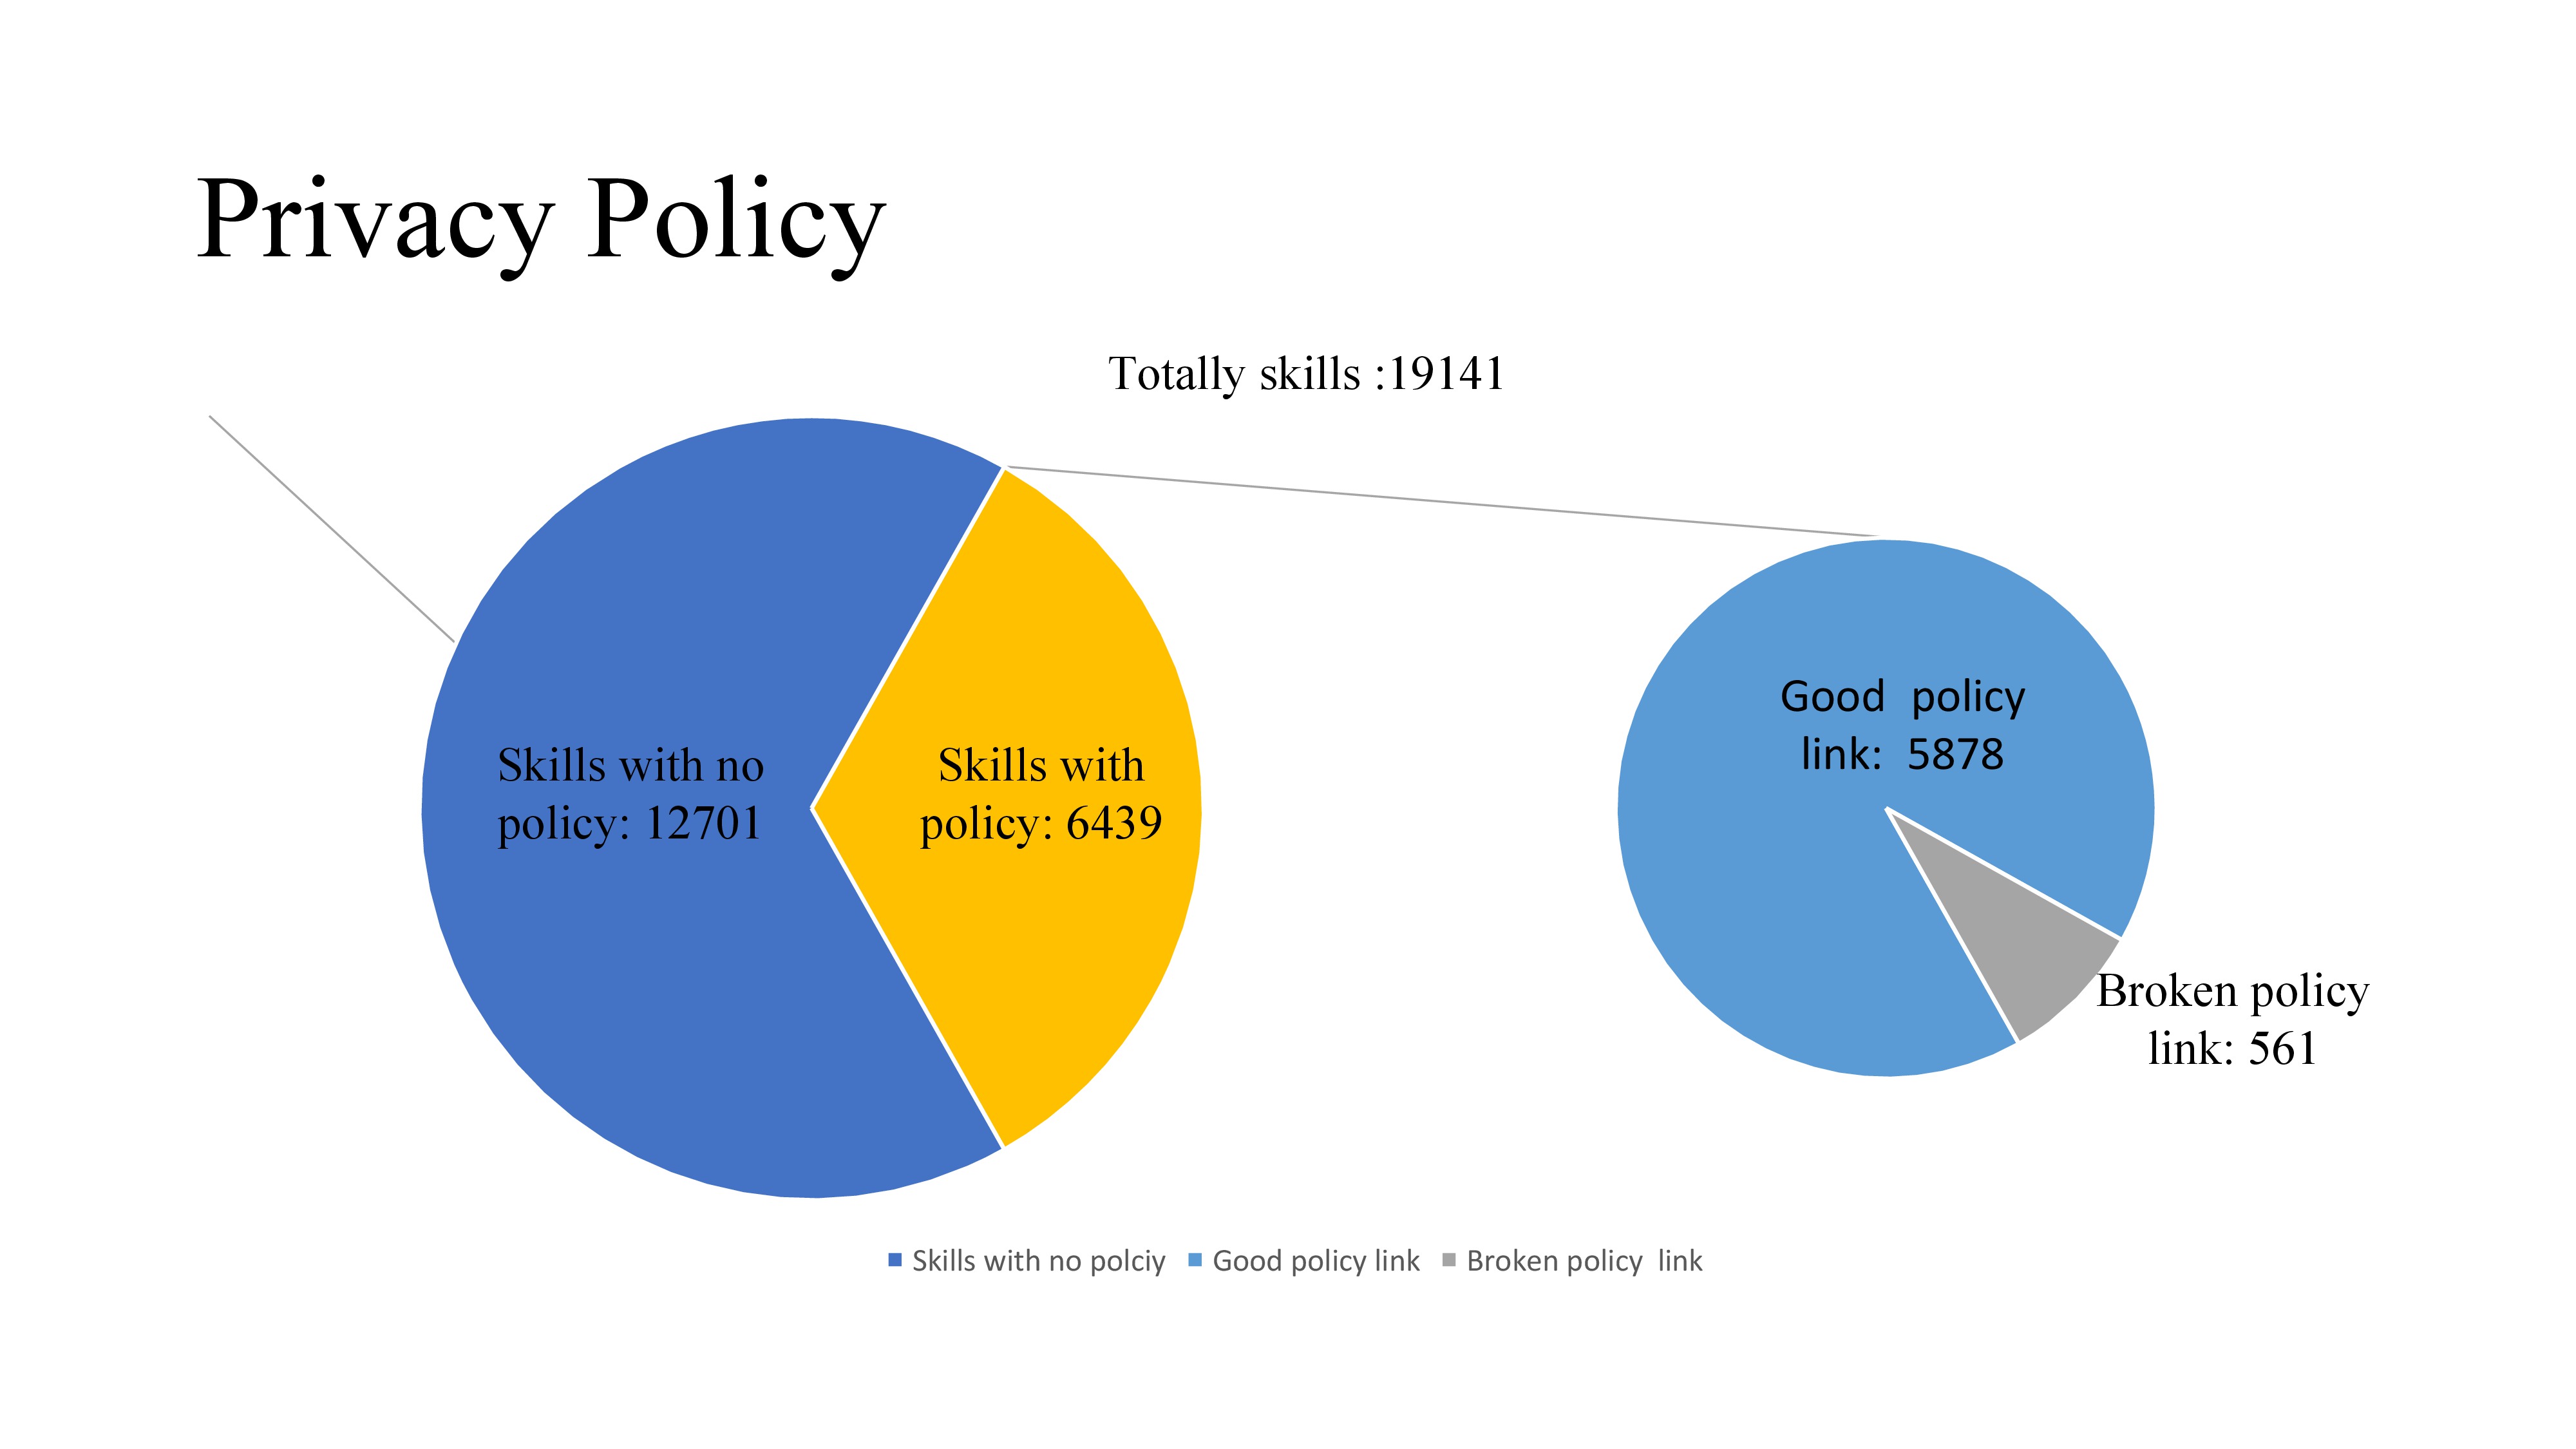 Privacy Policy
Totally skills :19141
Skills with no
policy: 12701
Skills with
policy: 6439
Good policy
link: 5878
Broken policy
link: 561
Skills with no polciy Good policy link Broken policy link